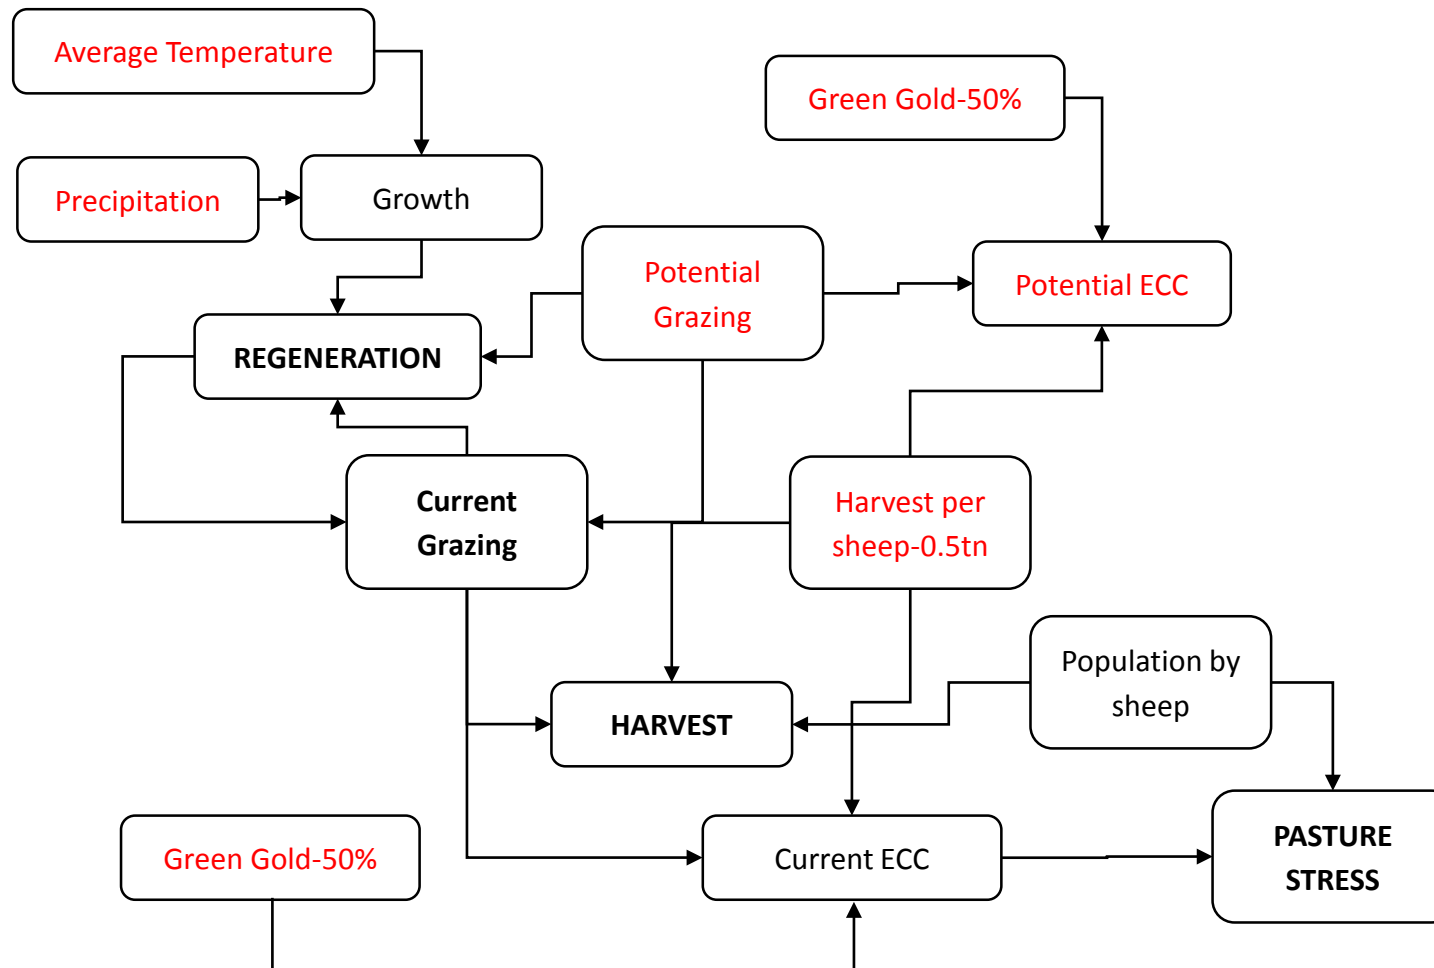 Average Temperature
Green Gold-50%
Precipitation
Growth
Potential
Grazing
Potential ECC
REGENERATION
Current
Grazing
Harvest per
sheep-0.5tn
Population by
sheep
HARVEST
Green Gold-50%
Current ECC
PASTURE
STRESS